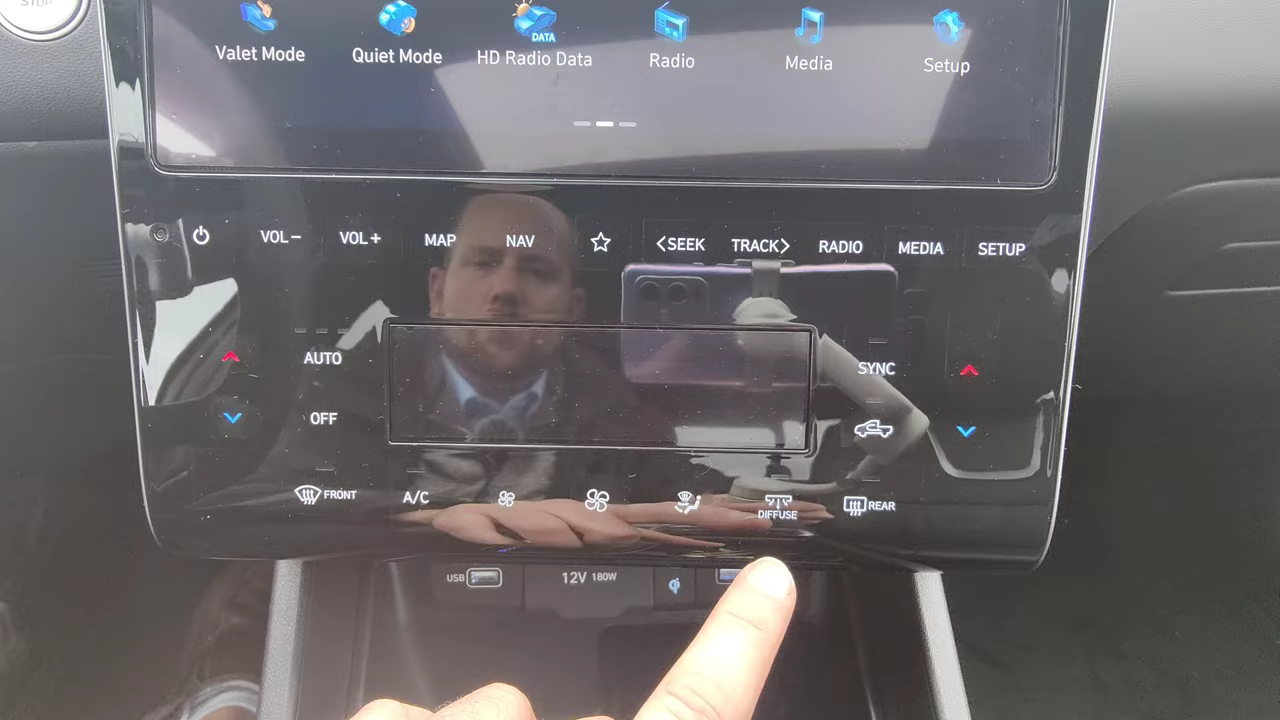 STOP
DATA
Valet Mode
Quiet Mode
HD Radio Data
Radio
Media
Setup
VOL−
VOL+
MAP
NAV
<SEEK
TRACK>
RADIO
MEDIA
SETUP
AUTO
SYNC
OFF
FRONT
A/C
DIFFUSE
REAR
USB
12V 180W